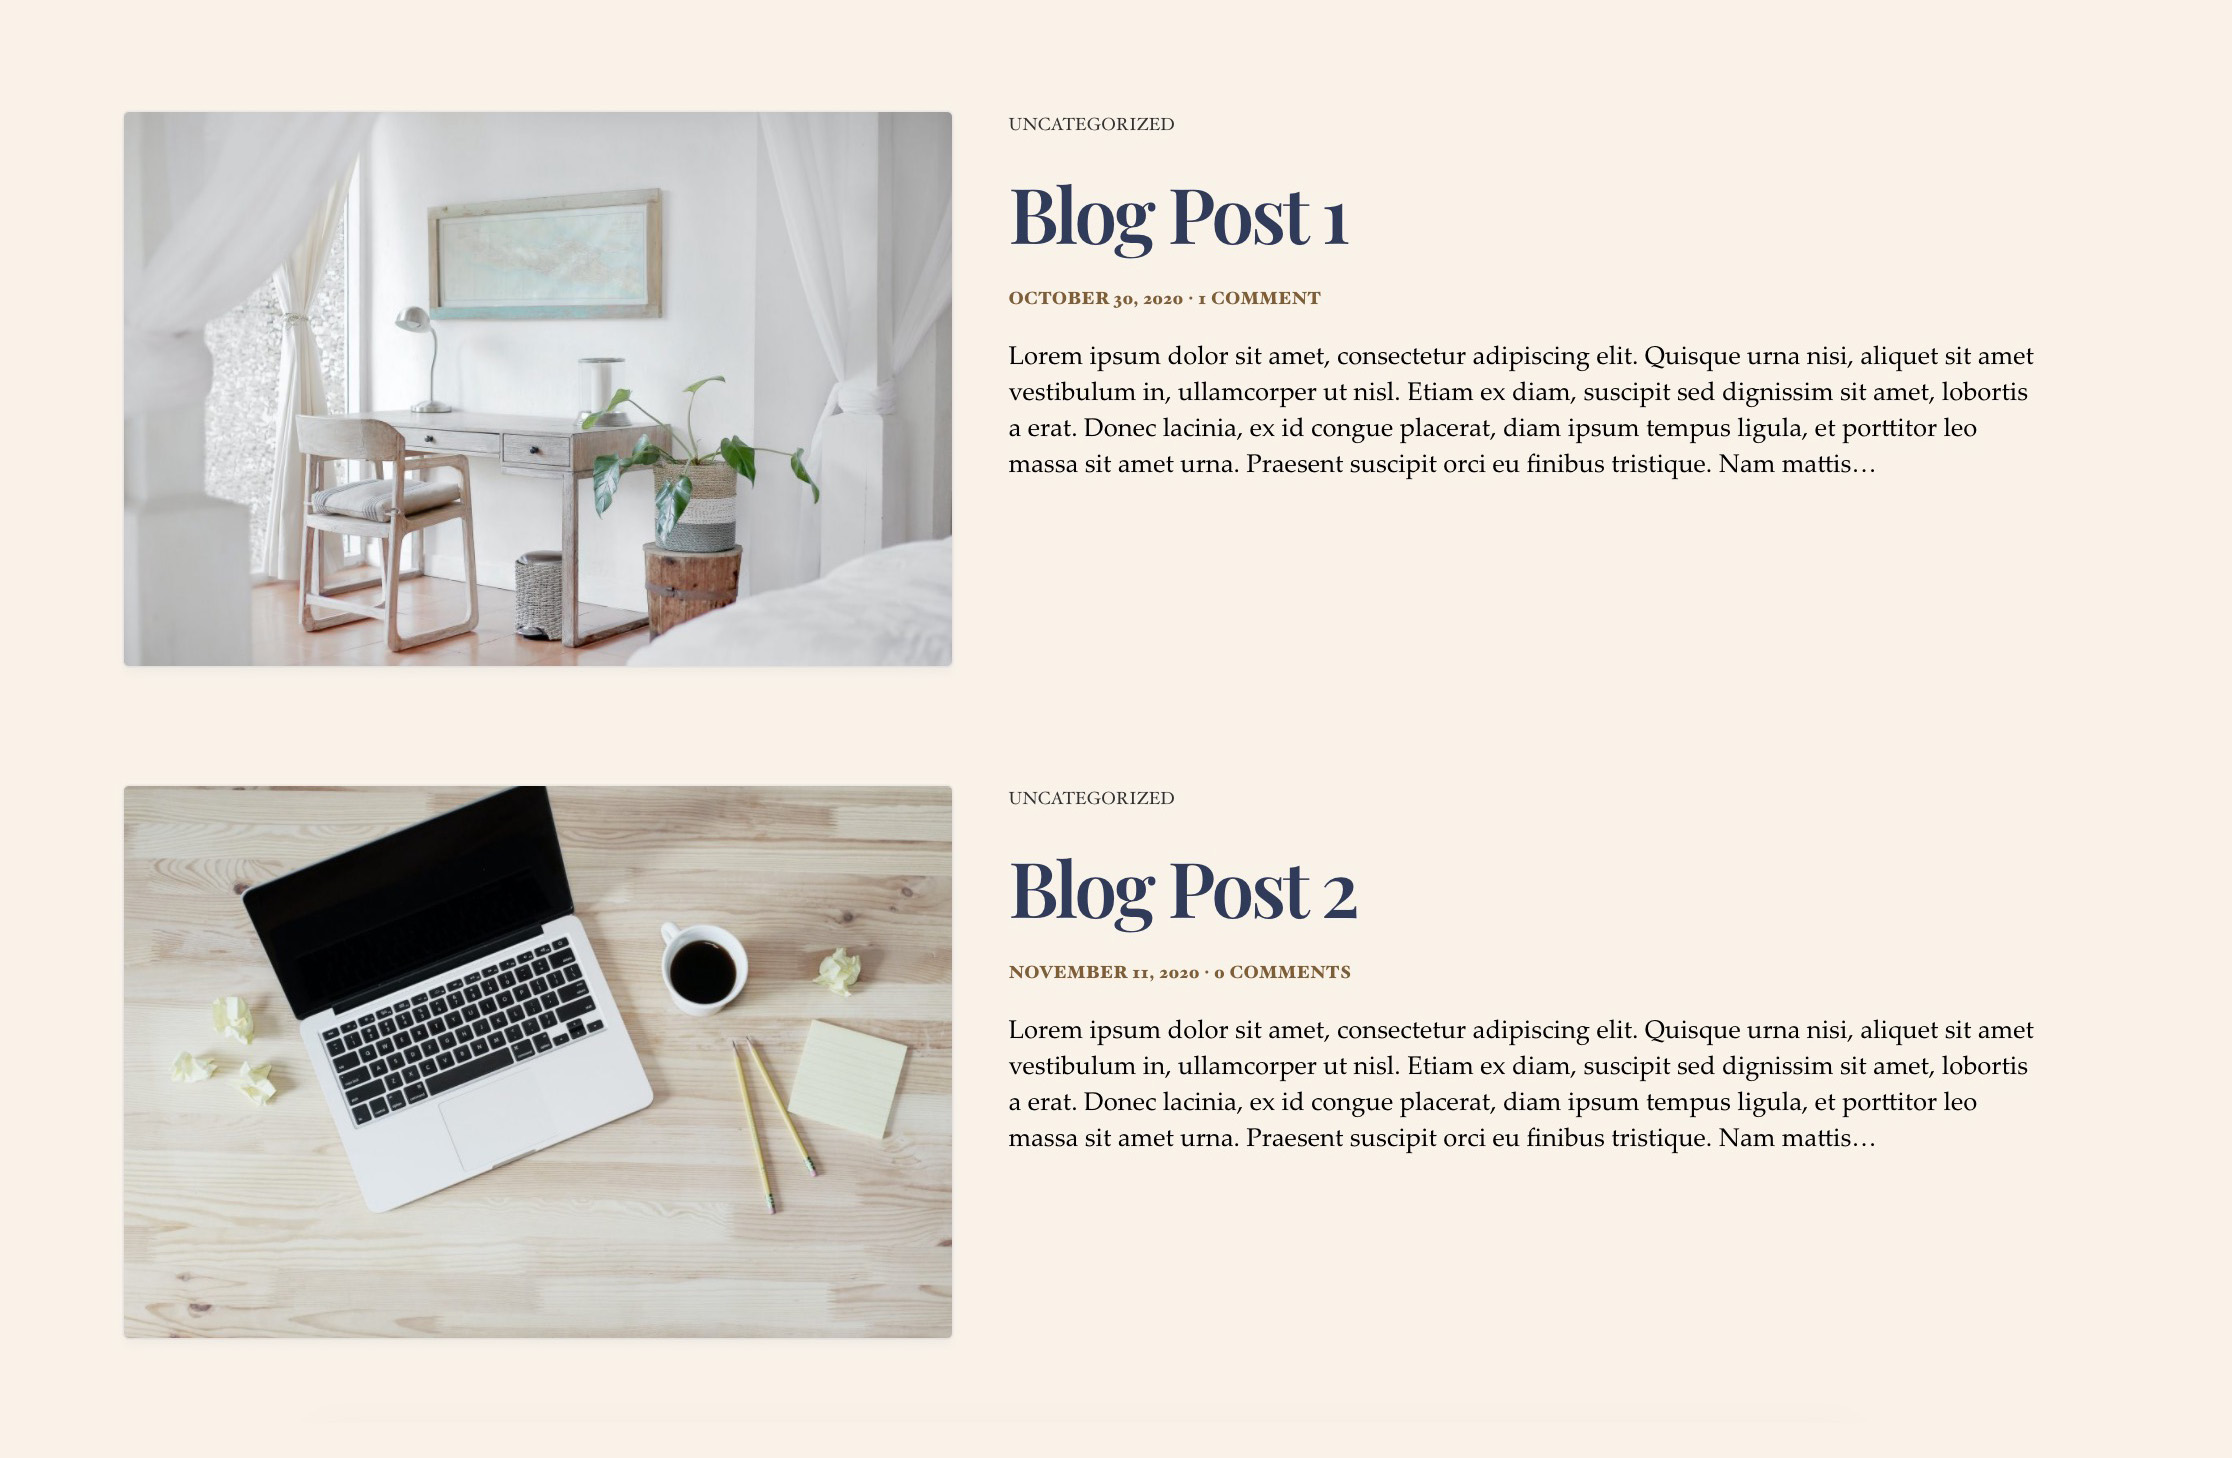 UNCATEGORIZED
Blog Post 1
OCTOBER 30, 2020 · 1 COMMENT
Lorem ipsum dolor sit amet, consectetur adipiscing elit. Quisque urna nisi, aliquet sit amet
vestibulum in, ullamcorper ut nisl. Etiam ex diam, suscipit sed dignissim sit amet, lobortis
a erat. Donec lacinia, ex id congue placerat, diam ipsum tempus ligula, et porttitor leo
massa sit amet urna. Praesent suscipit orci eu finibus tristique. Nam mattis…
UNCATEGORIZED
Blog Post 2
NOVEMBER 11, 2020 · 0 COMMENTS
Lorem ipsum dolor sit amet, consectetur adipiscing elit. Quisque urna nisi, aliquet sit amet
vestibulum in, ullamcorper ut nisl. Etiam ex diam, suscipit sed dignissim sit amet, lobortis
a erat. Donec lacinia, ex id congue placerat, diam ipsum tempus ligula, et porttitor leo
massa sit amet urna. Praesent suscipit orci eu finibus tristique. Nam mattis…